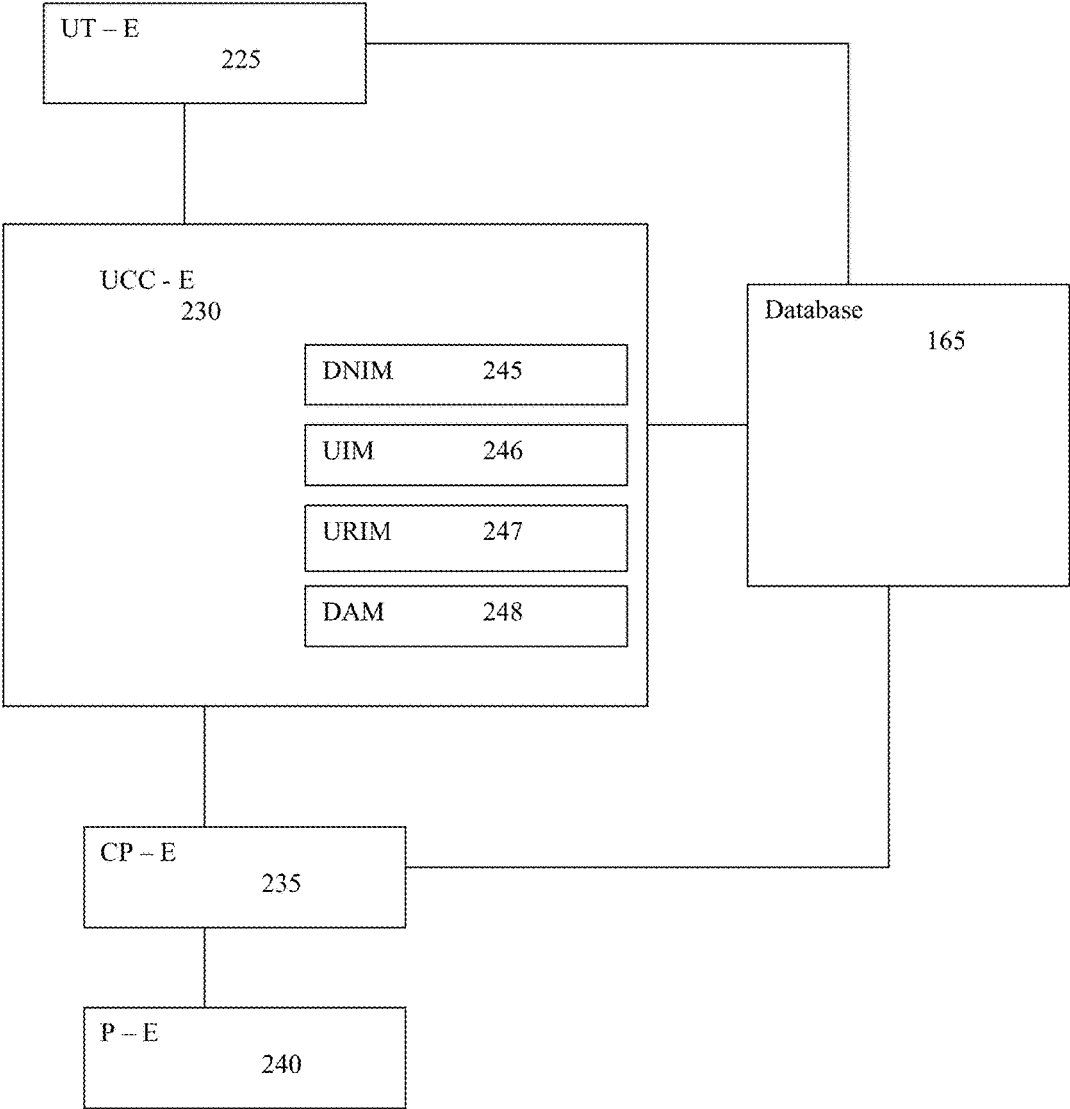 UT – E
225
UCC - E
230
Database
165
DNIM 245
UIM 246
URIM 247
DAM 248
CP – E
235
P – E
240